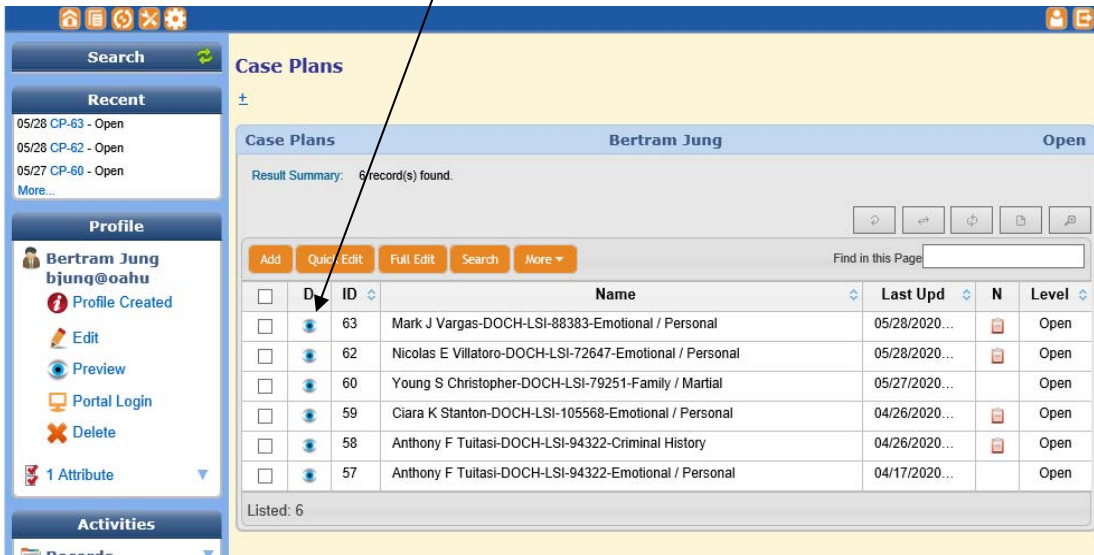 Search
Recent
05/28 CP-63 - Open
05/28 CP-62 - Open
05/27 CP-60 - Open
More...
Profile
Bertram Jung
bjung@oahu
Profile Created
Edit
Preview
Portal Login
Delete
1 Attribute
Activities
Records
Case Plans
±
Case Plans Bertram Jung Open
Result Summary: 6 record(s) found.
Add Quick Edit Full Edit Search More Find in this Page
D ID Name Last Upd N Level
63 Mark J Vargas-DOCH-LSI-88383-Emotional / Personal 05/28/2020... Open
62 Nicolas E Villatoro-DOCH-LSI-72647-Emotional / Personal 05/28/2020... Open
60 Young S Christopher-DOCH-LSI-79251-Family / Martial 05/27/2020... Open
59 Ciara K Stanton-DOCH-LSI-105568-Emotional / Personal 04/26/2020... Open
58 Anthony F Tuitasi-DOCH-LSI-94322-Criminal History 04/26/2020... Open
57 Anthony F Tuitasi-DOCH-LSI-94322-Emotional / Personal 04/17/2020... Open
Listed: 6